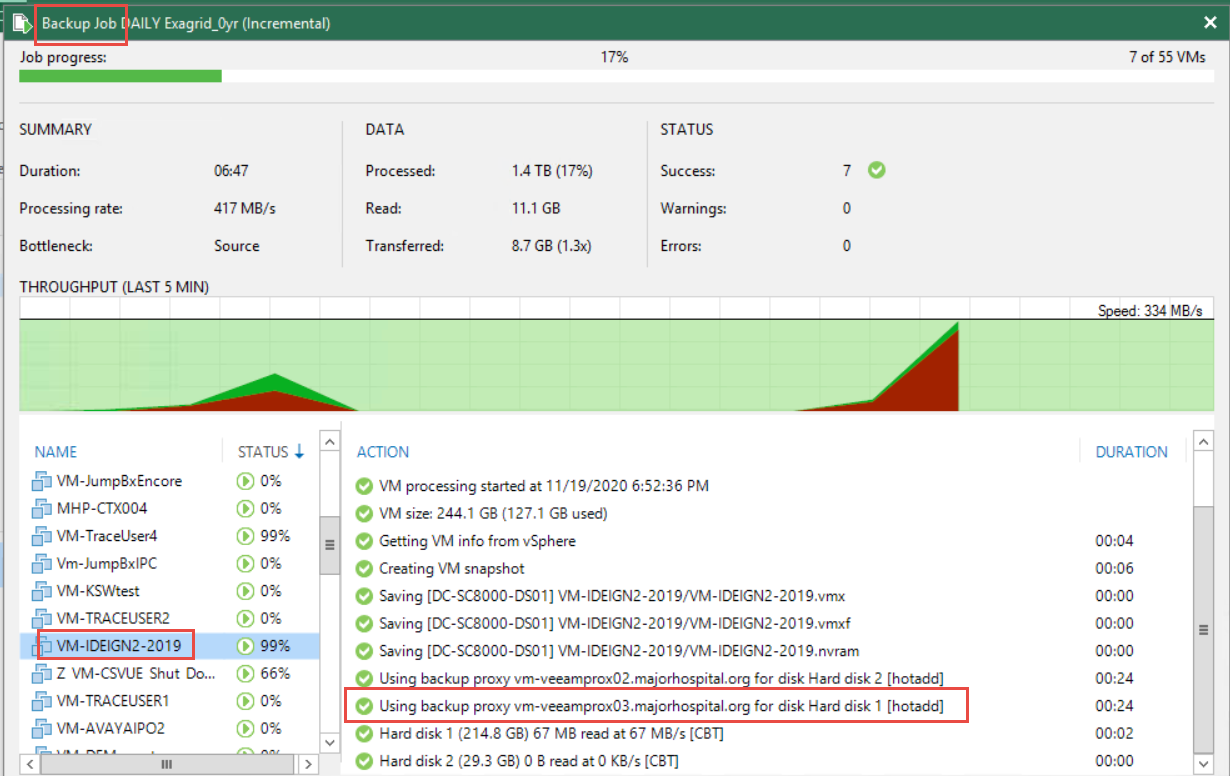 Backup Job DAILY Exagrid_0yr (Incremental)
Job progress: 17% 7 of 55 VMs
SUMMARY DATA STATUS
Duration: 06:47 Processed: 1.4 TB (17%) Success: 7
Processing rate: 417 MB/s Read: 11.1 GB Warnings: 0
Bottleneck: Source Transferred: 8.7 GB (1.3x) Errors: 0
THROUGHPUT (LAST 5 MIN)
Speed: 334 MB/s
NAME STATUS
VM-JumpBxEncore 0%
MHP-CTX004 0%
VM-TraceUser4 99%
Vm-JumpBxIPC 0%
VM-KSWtest 0%
VM-TRACEUSER2 0%
VM-IDEIGN2-2019 99%
Z VM-CSVUE Shut Do... 66%
VM-TRACEUSER1 0%
VM-AVAYAIPO2 0%
ACTION DURATION
VM processing started at 11/19/2020 6:52:36 PM
VM size: 244.1 GB (127.1 GB used)
Getting VM info from vSphere 00:04
Creating VM snapshot 00:06
Saving [DC-SC8000-DS01] VM-IDEIGN2-2019/VM-IDEIGN2-2019.vmx 00:00
Saving [DC-SC8000-DS01] VM-IDEIGN2-2019/VM-IDEIGN2-2019.vmxf 00:00
Saving [DC-SC8000-DS01] VM-IDEIGN2-2019/VM-IDEIGN2-2019.nvram 00:00
Using backup proxy vm-veeamprox02.majorhospital.org for disk Hard disk 2 [hotadd] 00:24
Using backup proxy vm-veeamprox03.majorhospital.org for disk Hard disk 1 [hotadd] 00:24
Hard disk 1 (214.8 GB) 67 MB read at 67 MB/s [CBT] 00:02
Hard disk 2 (29.3 GB) 0 B read at 0 KB/s [CBT] 00:00